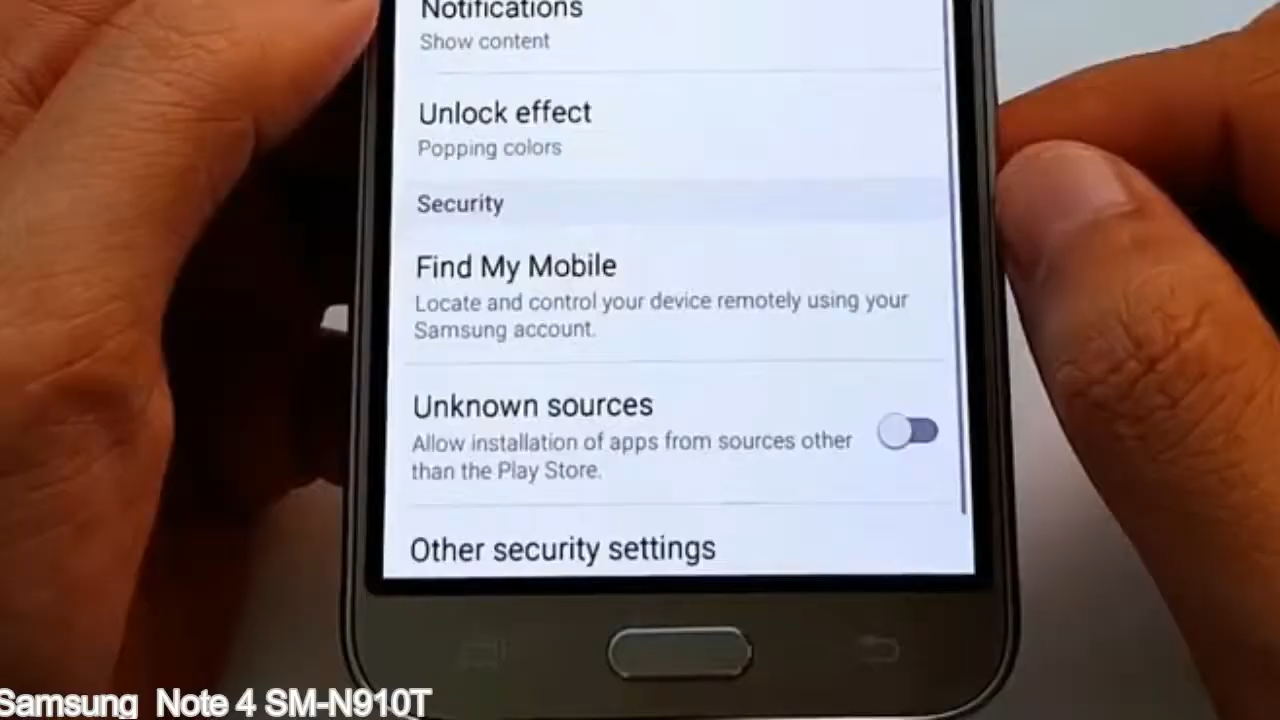 Notifications
Show content
Unlock effect
Popping colors
Security
Find My Mobile
Locate and control your device remotely using your
Samsung account.
Unknown sources
Allow installation of apps from sources other
than the Play Store.
Other security settings
Samsung Note 4 SM-N910T